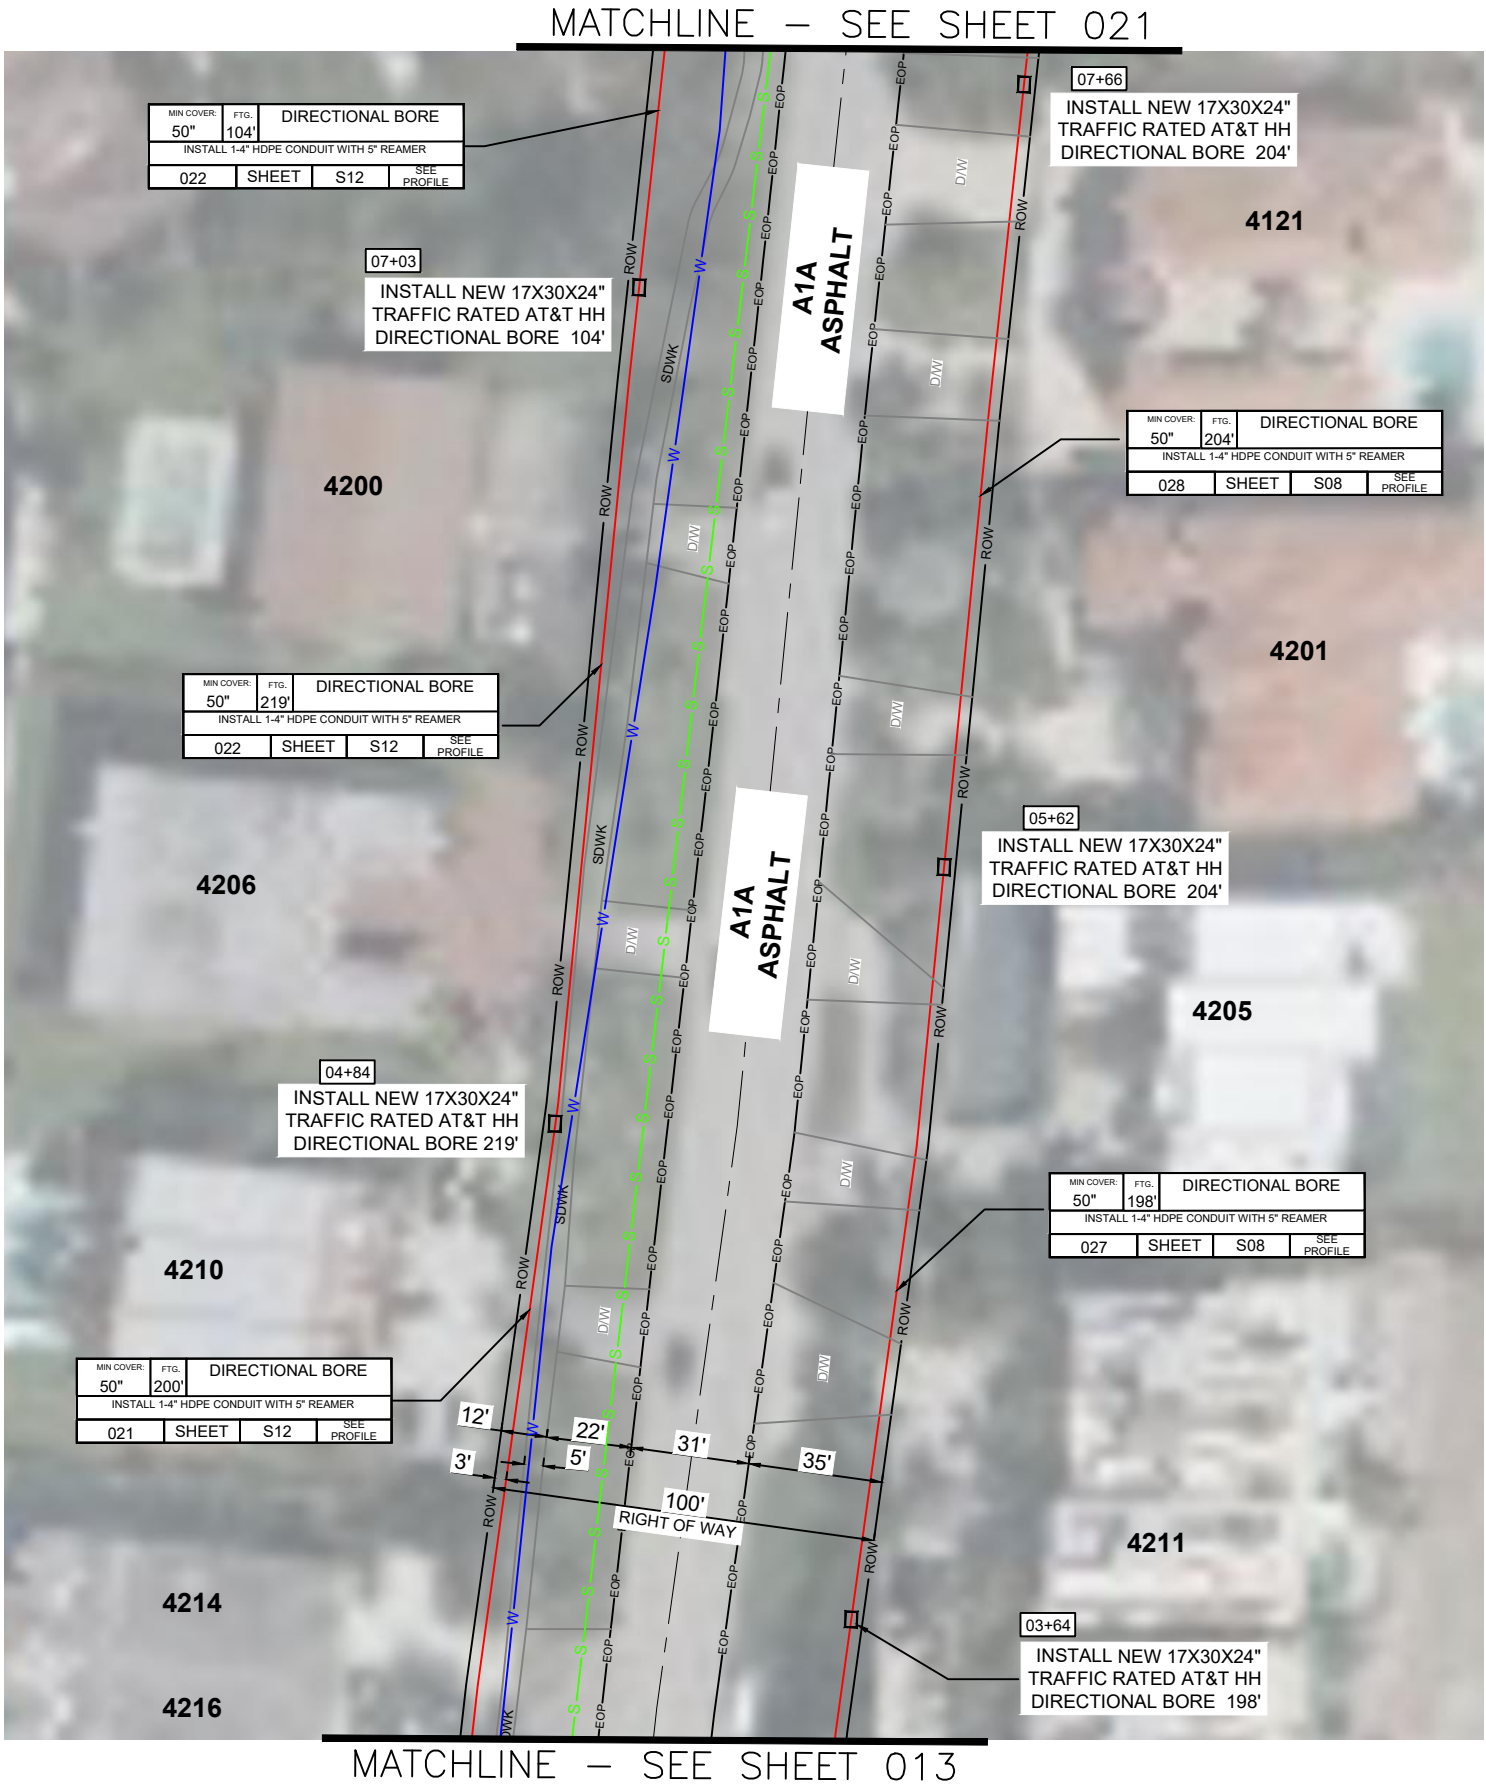 MATCHLINE - SEE SHEET 021
07+66
INSTALL NEW 17X30X24"
TRAFFIC RATED AT&T HH
DIRECTIONAL BORE 204'
MIN COVER: FTG. DIRECTIONAL BORE
50" 104'
INSTALL 1-4" HDPE CONDUIT WITH 5" REAMER
022 SHEET S12 SEE PROFILE
4121
07+03
INSTALL NEW 17X30X24"
TRAFFIC RATED AT&T HH
DIRECTIONAL BORE 104'
A1A
ASPHALT
MIN COVER: FTG. DIRECTIONAL BORE
50" 204'
INSTALL 1-4" HDPE CONDUIT WITH 5" REAMER
028 SHEET S08 SEE PROFILE
4200
4201
MIN COVER: FTG. DIRECTIONAL BORE
50" 219'
INSTALL 1-4" HDPE CONDUIT WITH 5" REAMER
022 SHEET S12 SEE PROFILE
05+62
INSTALL NEW 17X30X24"
TRAFFIC RATED AT&T HH
DIRECTIONAL BORE 204'
4206
A1A
ASPHALT
4205
04+84
INSTALL NEW 17X30X24"
TRAFFIC RATED AT&T HH
DIRECTIONAL BORE 219'
MIN COVER: FTG. DIRECTIONAL BORE
50" 198'
INSTALL 1-4" HDPE CONDUIT WITH 5" REAMER
027 SHEET S08 SEE PROFILE
4210
MIN COVER: FTG. DIRECTIONAL BORE
50" 200'
INSTALL 1-4" HDPE CONDUIT WITH 5" REAMER
021 SHEET S12 SEE PROFILE
12' 22' 31' 35'
3' 5'
100'
RIGHT OF WAY
4211
4214
03+64
INSTALL NEW 17X30X24"
TRAFFIC RATED AT&T HH
DIRECTIONAL BORE 198'
4216
ROW
EOP
SDWK
D/W
W
S
MATCHLINE - SEE SHEET 013